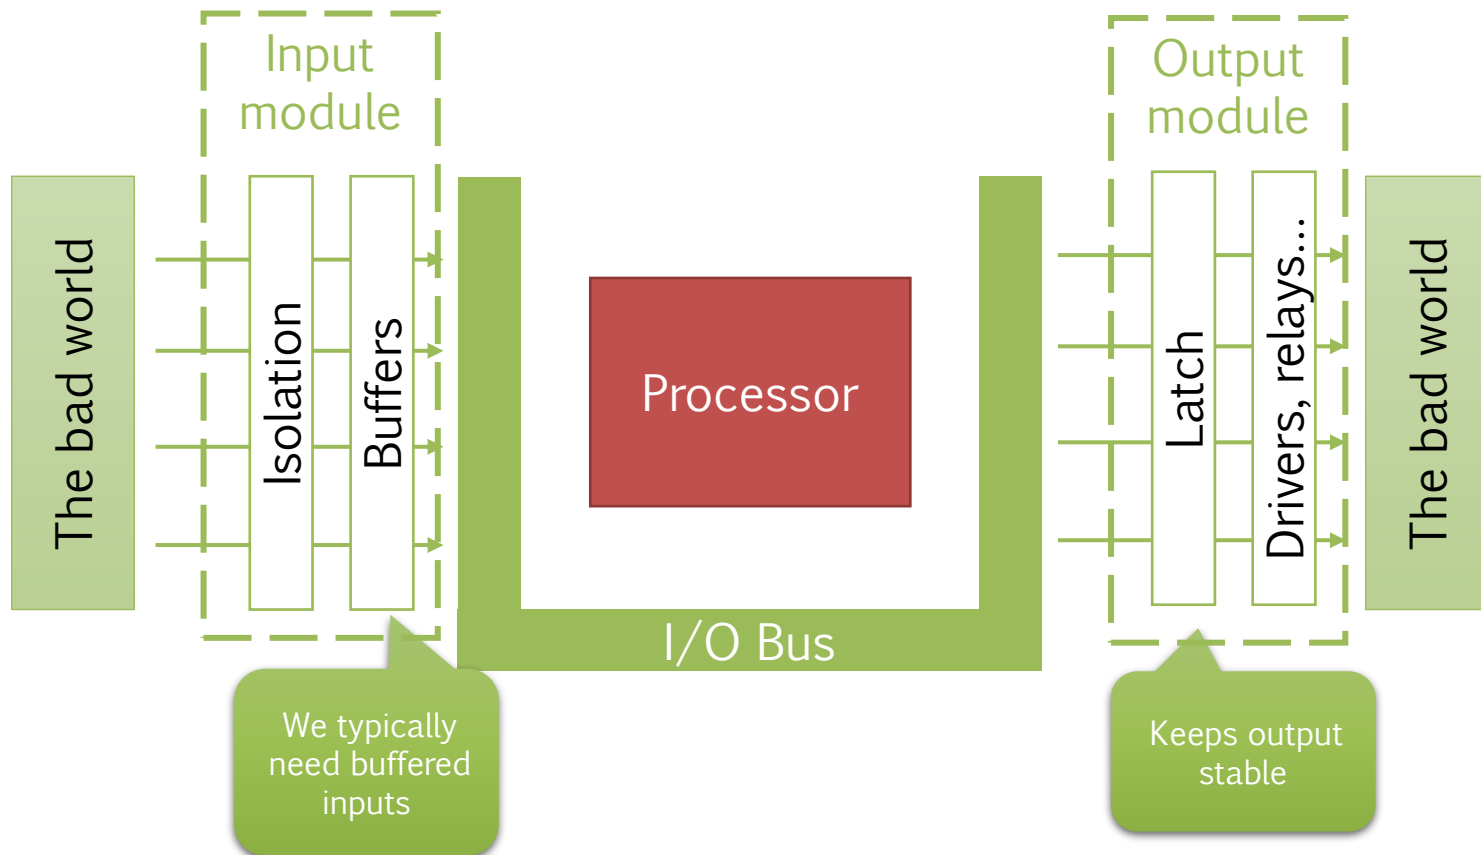 Input
module
Output
module
The bad world
Isolation
Buffers
Processor
Latch
Drivers, relays...
The bad world
I/O Bus
We typically
need buffered
inputs
Keeps output
stable